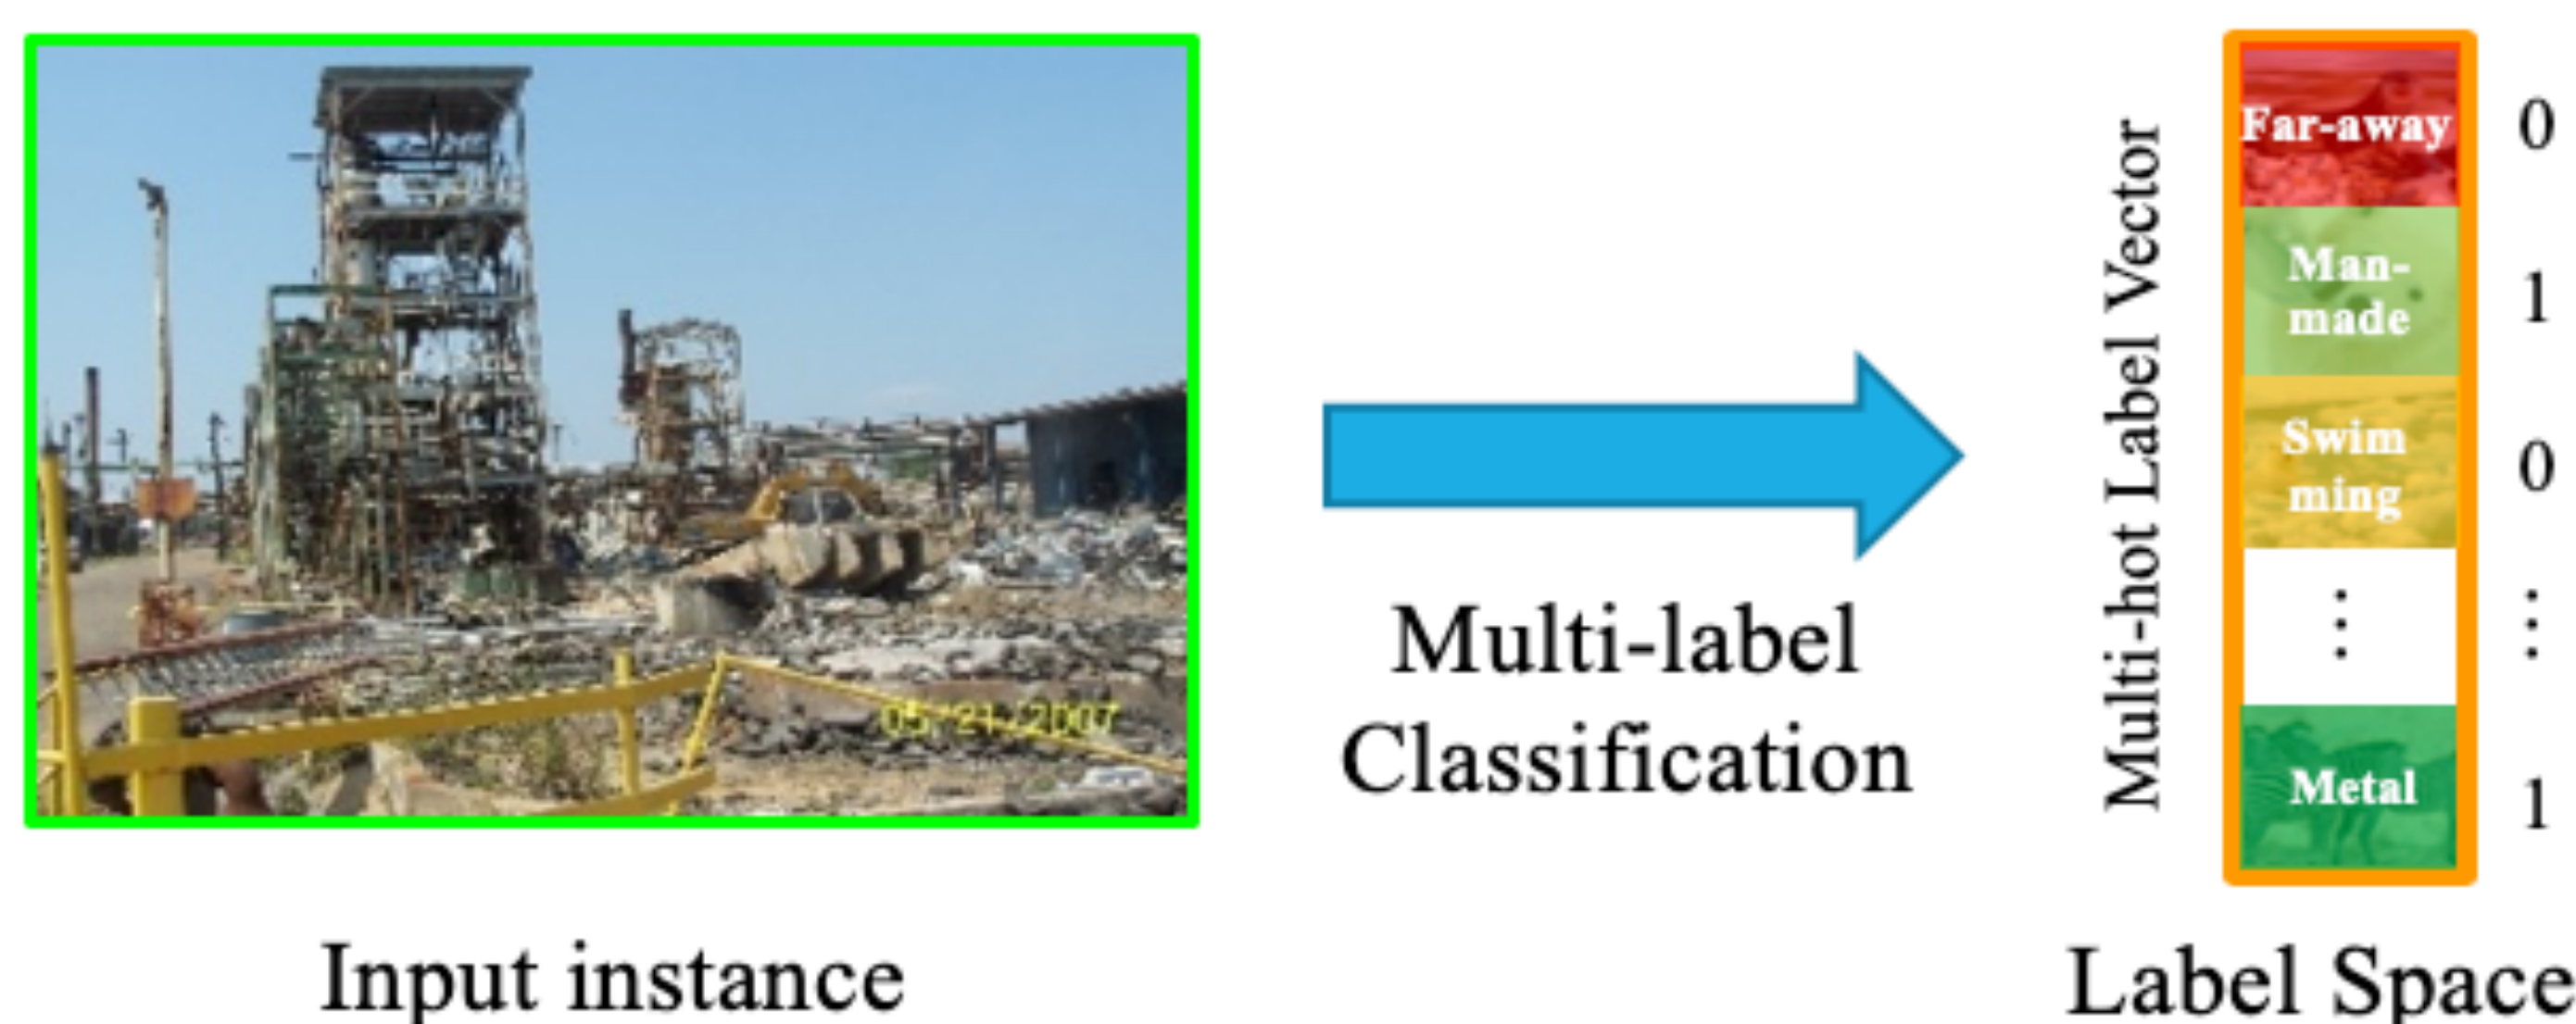 05/21/2007
Input instance
Multi-label
Classification
Multi-hot Label Vector
Far-away
0
Man-
made
1
Swim
ming
0
⋮
⋮
Metal
1
Label Space